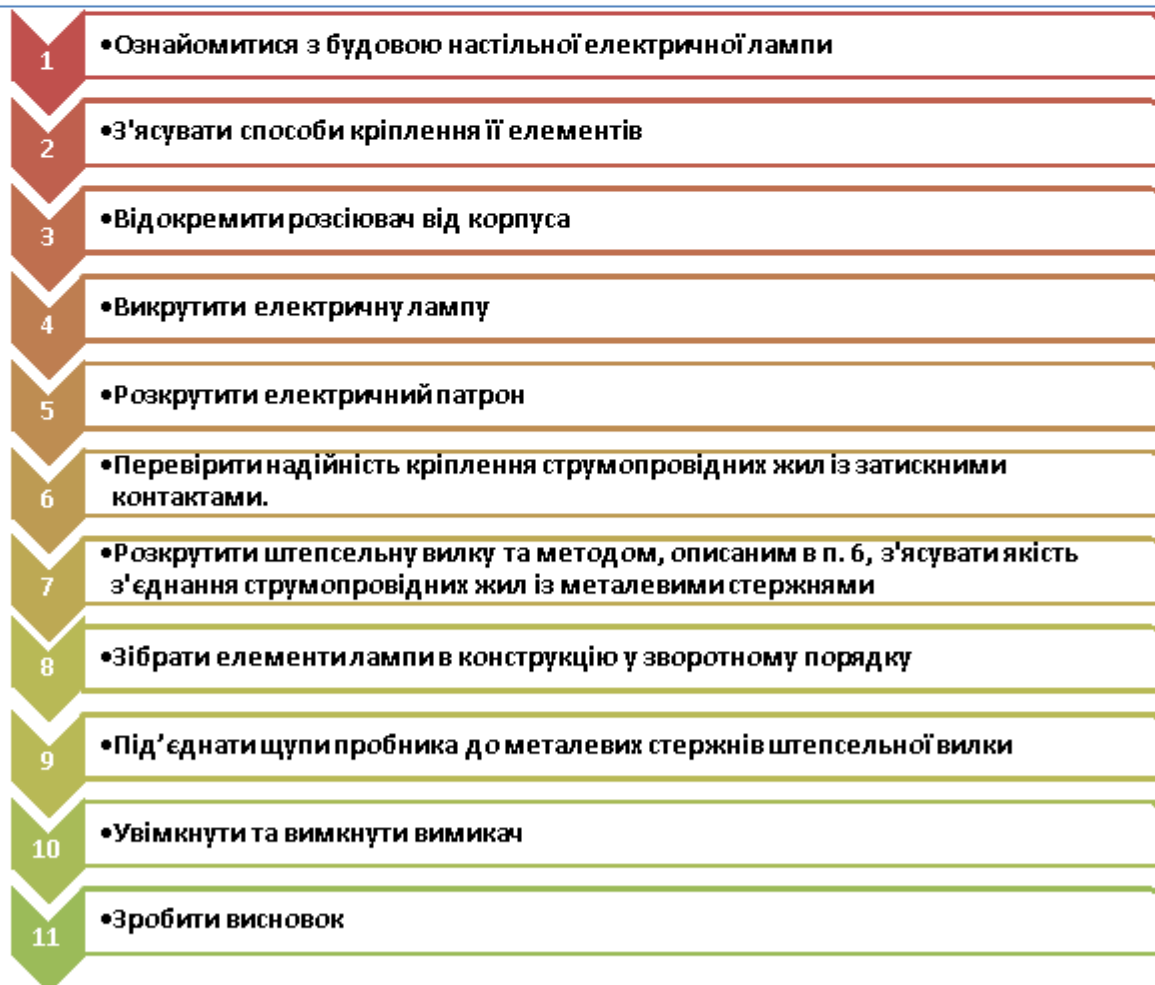 1
•Ознайомитися з будовою настільної електричної лампи
2
•З'ясувати способи кріплення її елементів
3
•Відокремити розсіювач від корпуса
4
•Викрутити електричну лампу
5
•Розкрутити електричний патрон
6
•Перевірити надійність кріплення струмопровідних жил із затискними
контактами.
7
•Розкрутити штепсельну вилку та методом, описаним в п. 6, з'ясувати якість
з'єднання струмопровідних жил із металевими стержнями
8
•Зібрати елементи лампи в конструкцію у зворотному порядку
9
•Під’єднати щупи пробника до металевих стержнів штепсельної вилки
10
•Увімкнути та вимкнути вимикач
11
•Зробити висновок